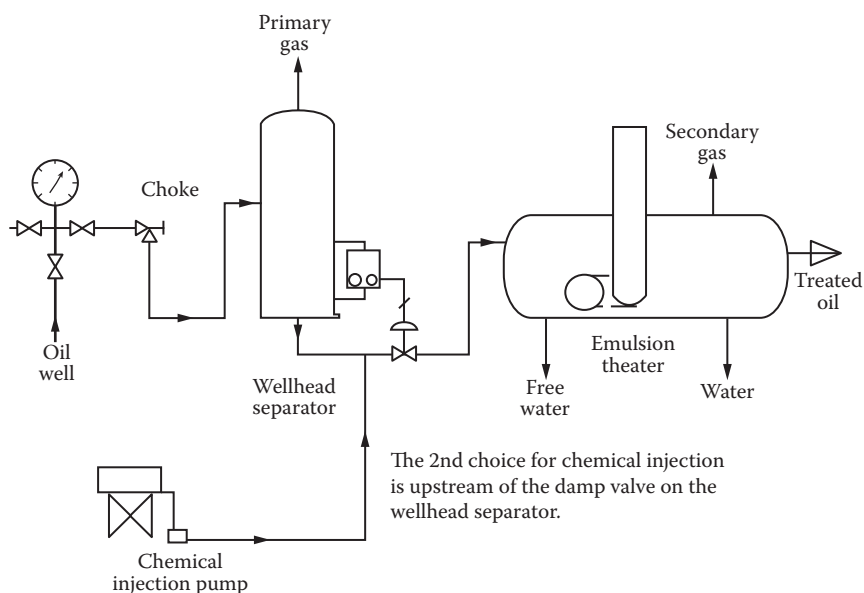 Primary
gas
Choke
Secondary
gas
Treated
oil
Oil
well
Wellhead
separator
Emulsion
theater
Free
water
Water
The 2nd choice for chemical injection
is upstream of the damp valve on the
wellhead separator.
Chemical
injection pump